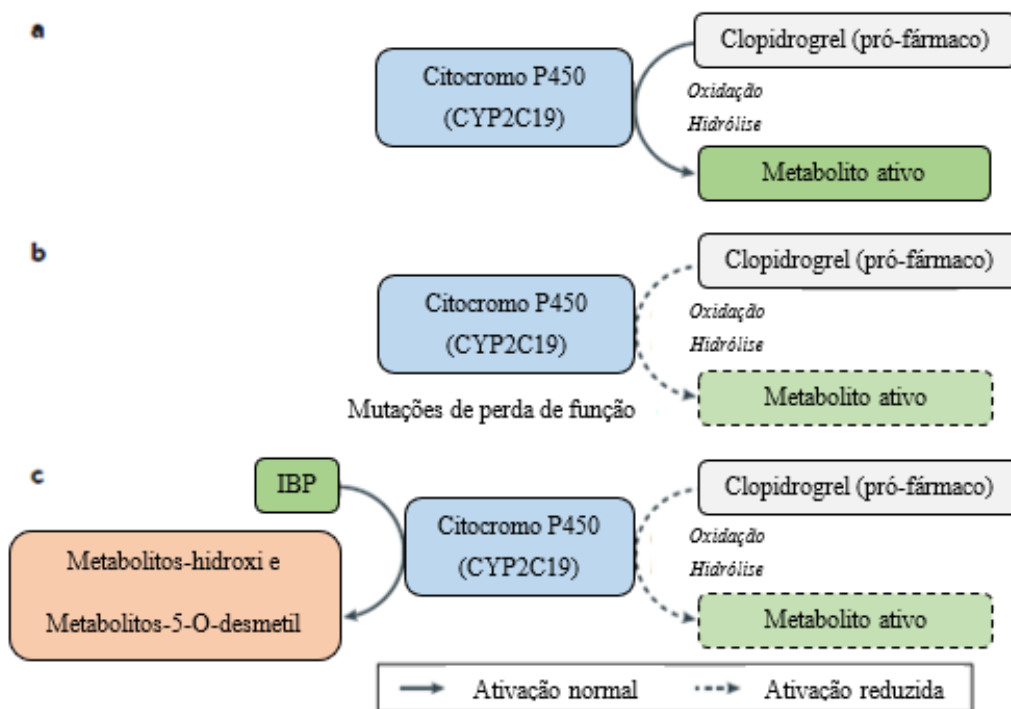 a
Clopidrogrel (pró-fármaco)
Citocromo P450
(CYP2C19)
Oxidação
Hidrólise
Metabolito ativo
b
Clopidrogrel (pró-fármaco)
Citocromo P450
(CYP2C19)
Oxidação
Hidrólise
Metabolito ativo
Mutações de perda de função
c
IBP
Clopidrogrel (pró-fármaco)
Citocromo P450
(CYP2C19)
Oxidação
Hidrólise
Metabolitos-hidroxi e
Metabolitos-5-O-desmetil
Metabolito ativo
Ativação normal
Ativação reduzida